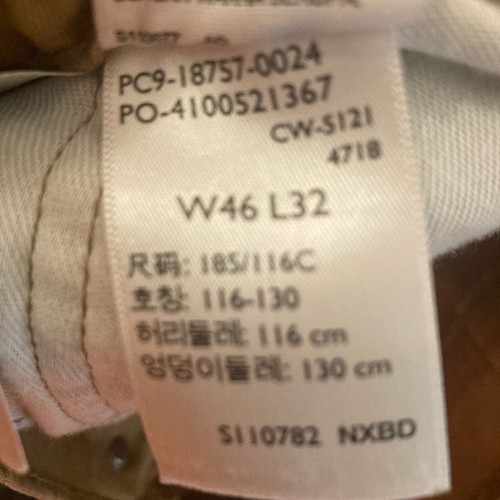 PC9-18757-0024
PO-4100521367
CW-5121
4718
W46 L32
尺码: 185/116C
호칭: 116-130
허리둘레: 116 cm
엉덩이둘레: 130 cm
S110782 NXBD